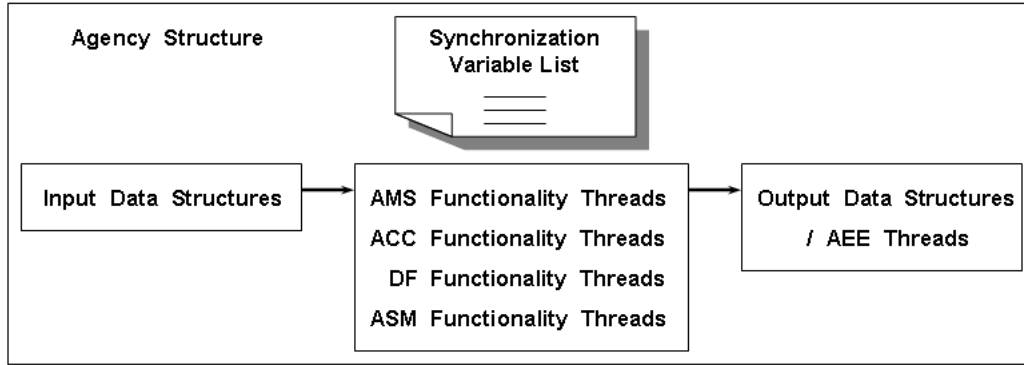 Agency Structure
Synchronization
Variable List
Input Data Structures
AMS Functionality Threads
ACC Functionality Threads
DF Functionality Threads
ASM Functionality Threads
Output Data Structures
/ AEE Threads